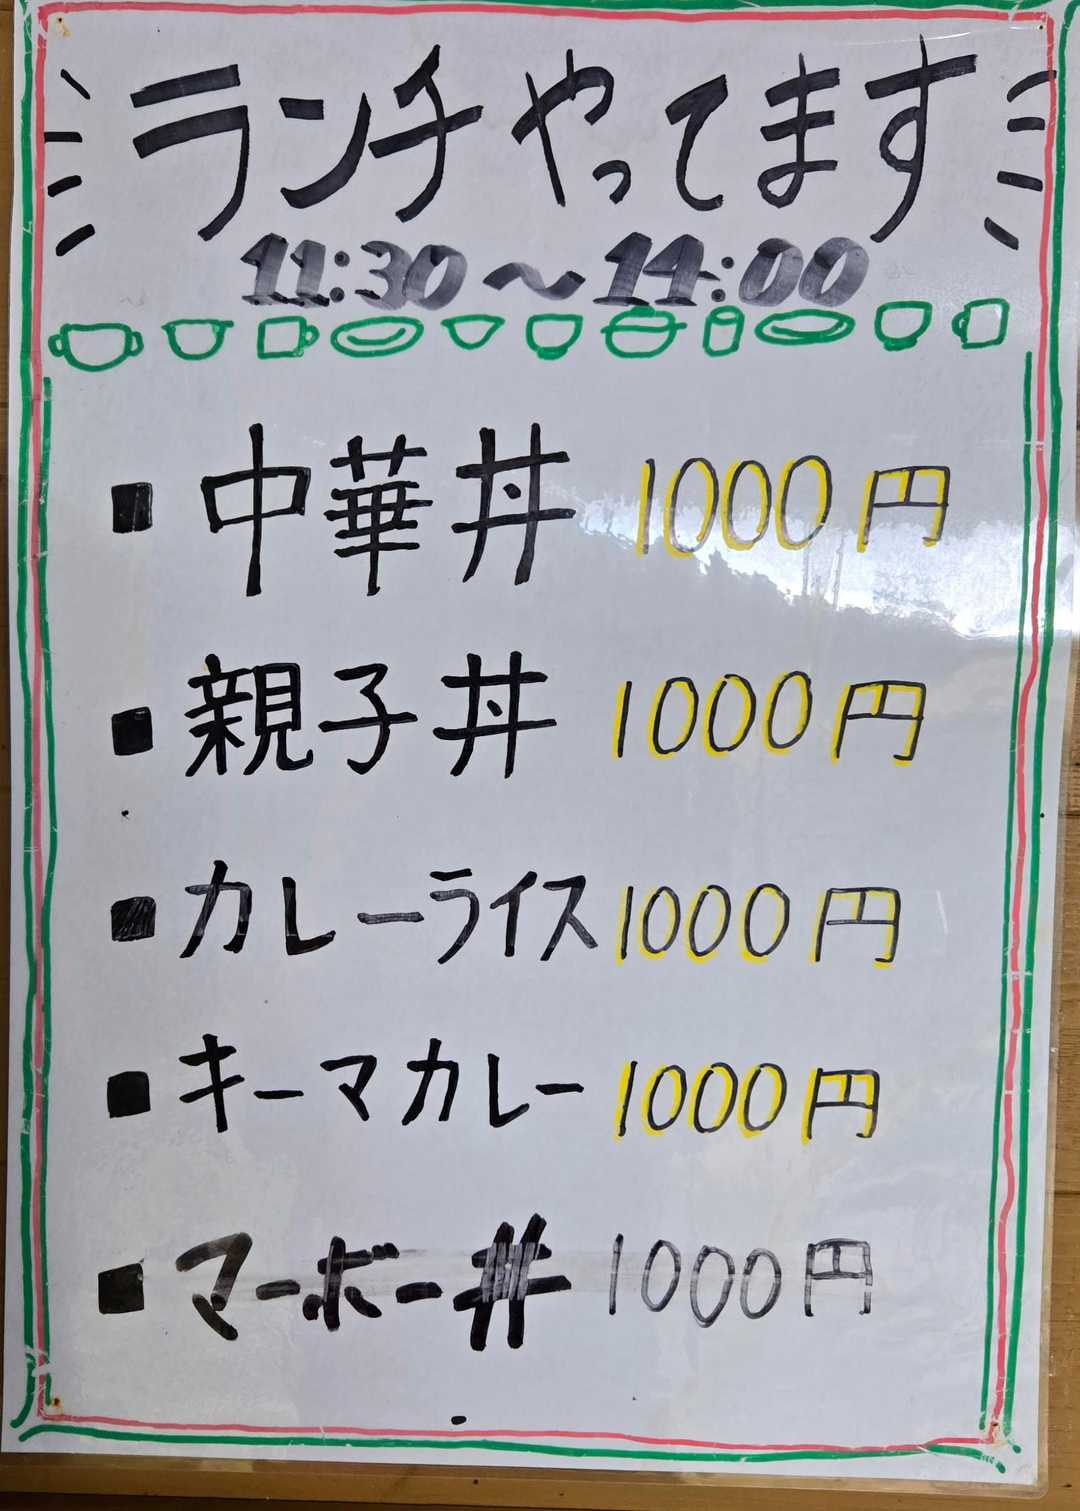 ランチやってます
11:30～14:00
■ 中華丼 1000円
■ 親子丼 1000円
■ カレーライス 1000円
■ キーマカレー 1000円
■ マーボー丼 1000円